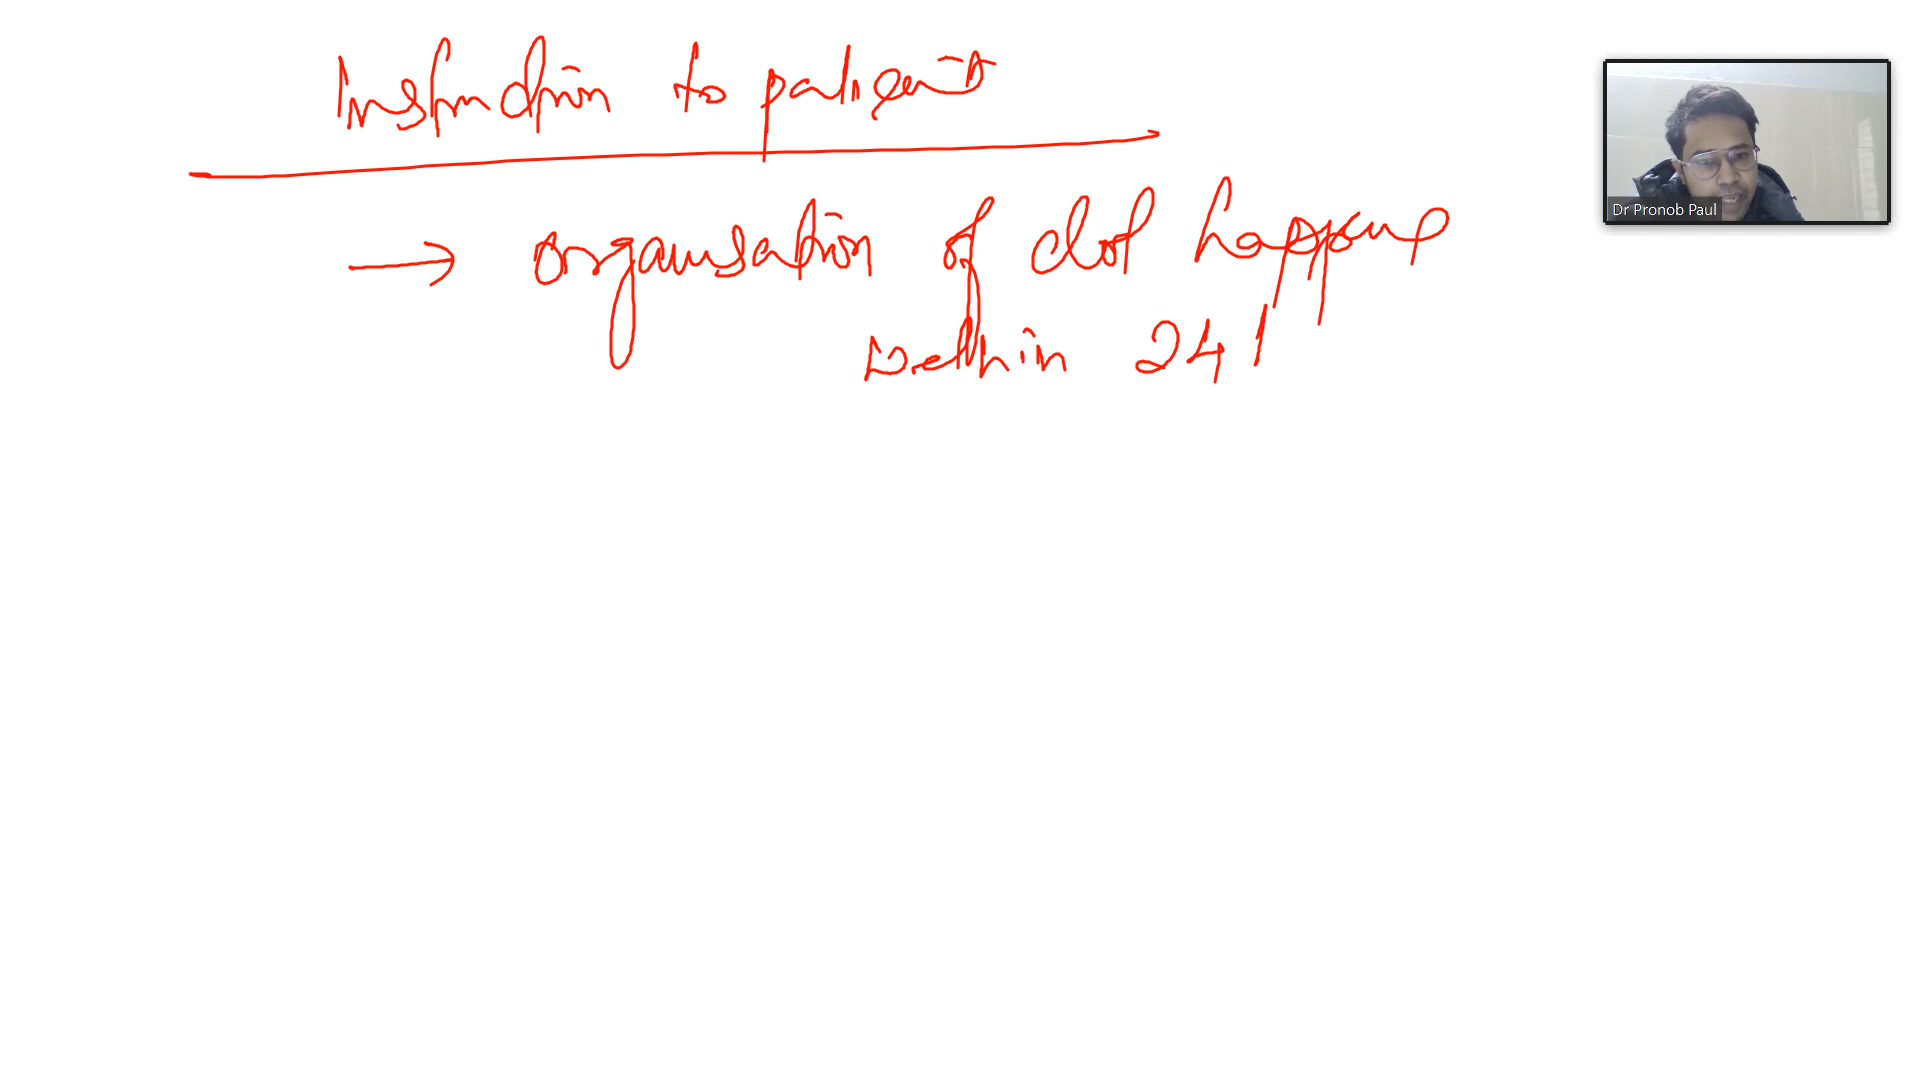 Instruction to patient
→ organisation of clot happens
within 24
Dr Pronob Paul